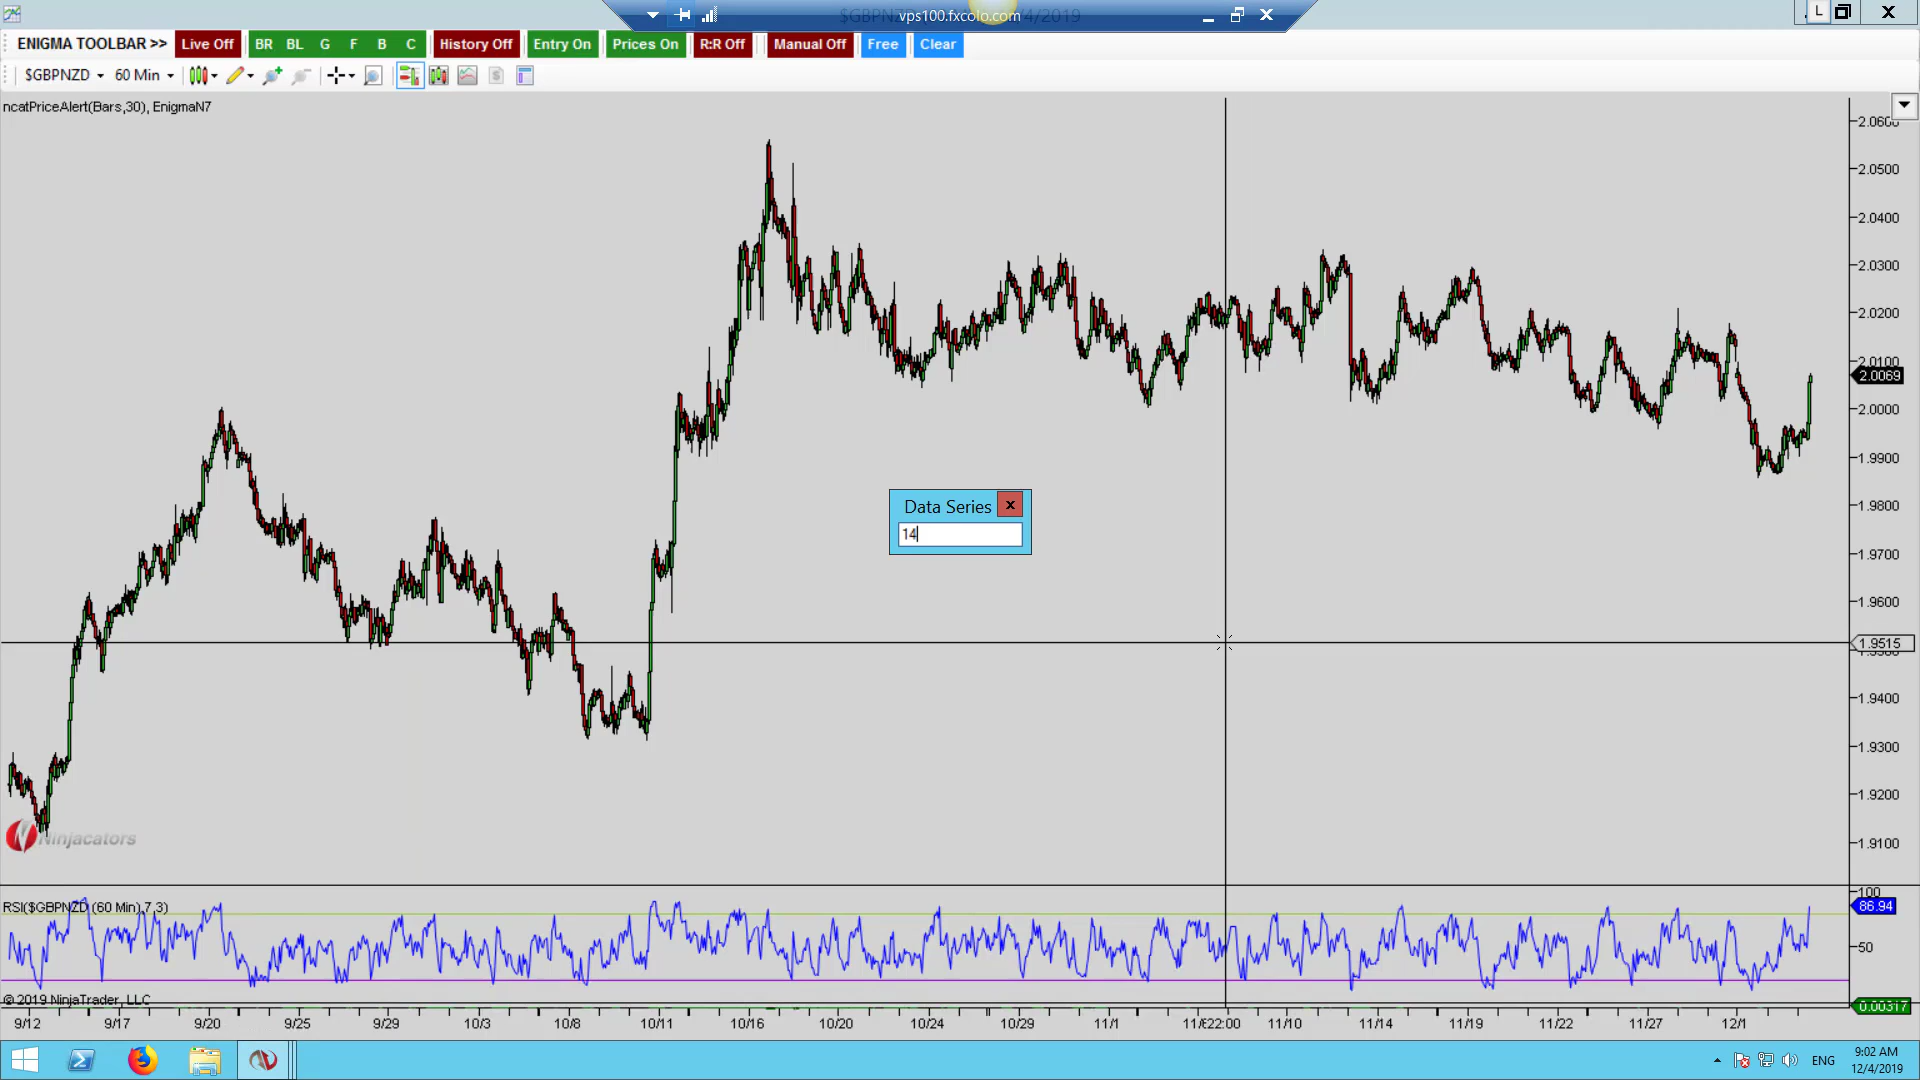 vps100.fxcolo.com
L
ENIGMA TOOLBAR >> Live Off BR BL G F B C History Off Entry On Prices On R:R Off Manual Off Free Clear
$GBPNZD 60 Min
ncatPriceAlert(Bars,30), EnigmaN7
2.0600
2.0500
2.0400
2.0300
2.0200
2.0100
2.0069
2.0000
1.9900
1.9800
1.9700
1.9600
1.9515
1.9400
1.9300
1.9200
1.9100
Data Series x
14
Ninjacators
RSI($GBPNZD (60 Min),7,3)
100
86.94
50
© 2019 NinjaTrader, LLC
0.00317
9/12 9/17 9/20 9/25 9/29 10/3 10/8 10/11 10/16 10/20 10/24 10/29 11/1 22:00 11/10 11/14 11/19 11/22 11/27 12/1
ENG
9:02 AM
12/4/2019